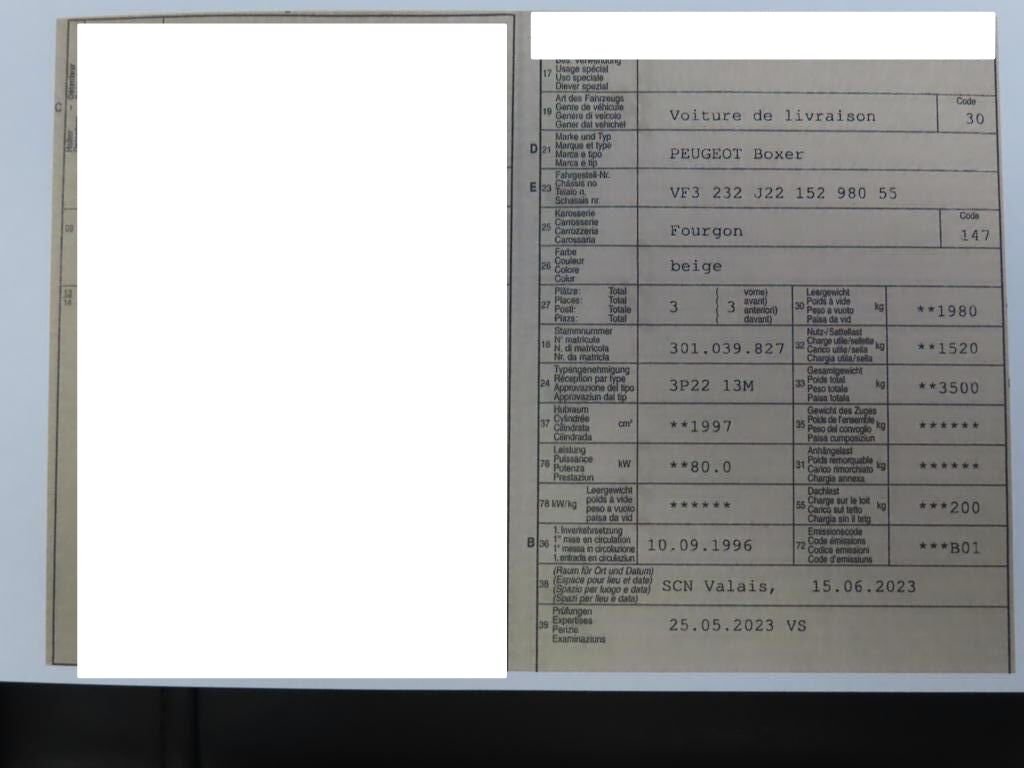 C
09
13
14
17
Usage spécial
Uso speciale
Diever spezial
19
Art des Fahrzeugs
Genre de véhicule
Genere di veicolo
Gener dal vehichel
Voiture de livraison
Code
30
D 21
Marke und Typ
Marque et type
Marca e tipo
Marca e tip
PEUGEOT Boxer
E 23
Fahrgestell-Nr.
Châssis no
Telaio n.
Schassis nr.
VF3 232 J22 152 980 55
25
Karosserie
Carrosserie
Carrozzeria
Carossaria
Fourgon
Code
147
26
Farbe
Couleur
Colore
Colur
beige
27
Plätze: Total
Places: Total
Posti: Totale
Plazs: Total
3
( vorne)
( avant)
( 3 anteriori)
( davant)
30
Leergewicht
Poids à vide
Peso a vuoto
Paisa da vid
kg
**1980
18
Stammnummer
N° matricule
N. di matricola
Nr. da matricla
301.039.827
32
Nutz-/Sattellast
Charge utile/sellette
Carico utile/sella
Chargia utila/sella
kg
**1520
24
Typengenehmigung
Réception par type
Approvazione del tipo
Approvaziun dal tip
3P22 13M
33
Gesamtgewicht
Poids total
Peso totale
Paisa totala
kg
**3500
37
Hubraum
Cylindrée
Cilindrata
Cilindrada
cm³
**1997
35
Gewicht des Zuges
Poids de l'ensemble
Peso del convoglio
Paisa cumposiziun
kg
******
76
Leistung
Puissance
Potenza
Prestaziun
kW
**80.0
31
Anhängelast
Poids remorquable
Carico rimorchiato
Chargia annexa
kg
******
78 kW/kg
Leergewicht
poids à vide
peso a vuoto
paisa da vid
******
55
Dachlast
Charge sur le toit
Carico sul tetto
Chargia sin il tetg
kg
***200
B 36
1. Inverkehrsetzung
1re mise en circulation
1a messa in circolazione
1. entrada en circulaziun
10.09.1996
72
Emissionscode
Code émissions
Codice emissioni
Code d'emissiuns
***B01
38
(Raum für Ort und Datum)
(Espace pour lieu et date)
(Spazio per luogo e data)
(Spazi per lieu e data)
SCN Valais, 15.06.2023
39
Prüfungen
Expertises
Perizie
Examinaziuns
25.05.2023 VS